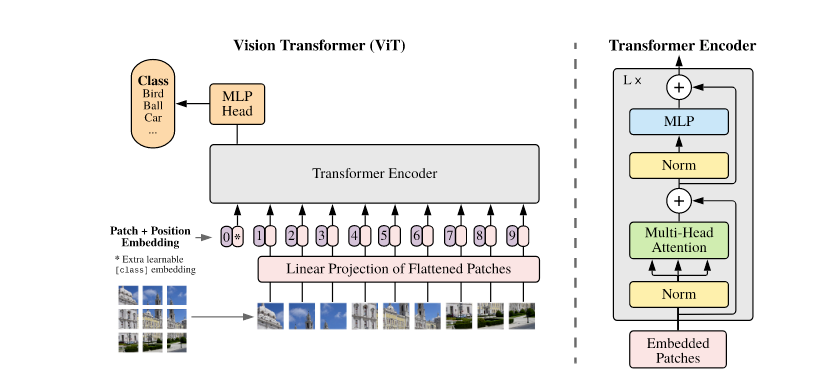 Vision Transformer (ViT)
Class
Bird
Ball
Car
...
MLP
Head
Transformer Encoder
Patch + Position
Embedding
0 * 1 2 3 4 5 6 7 8 9
* Extra learnable
[class] embedding
Linear Projection of Flattened Patches
Transformer Encoder
L x
+
MLP
Norm
+
Multi-Head
Attention
Norm
Embedded
Patches